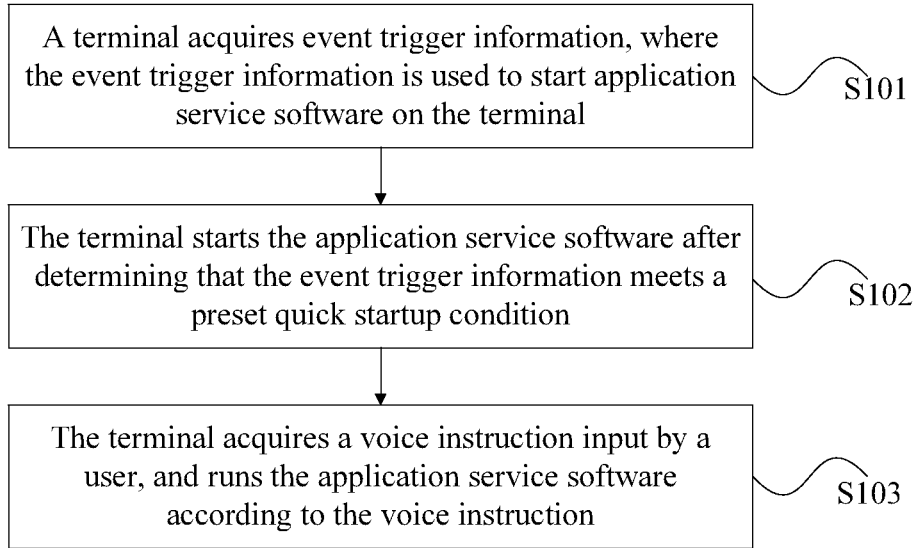 A terminal acquires event trigger information, where
the event trigger information is used to start application
service software on the terminal
S101
The terminal starts the application service software after
determining that the event trigger information meets a
preset quick startup condition
S102
The terminal acquires a voice instruction input by a
user, and runs the application service software
according to the voice instruction
S103